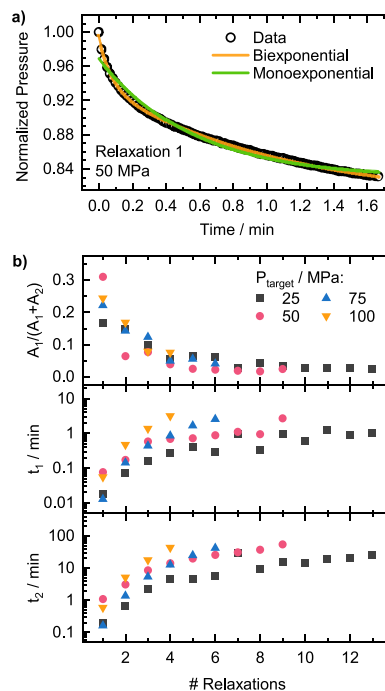 a)
1.00
0.96
0.92
0.88
0.84
Normalized Pressure
Data
Biexponential
Monoexponential
Relaxation 1
50 MPa
0.0 0.2 0.4 0.6 0.8 1.0 1.2 1.4 1.6
Time / min
b)
0.3
0.2
0.1
0.0
A₁/(A₁+A₂)
P_target / MPa:
25 75
50 100
10
1
0.1
0.01
t₁ / min
100
10
1
0.1
t₂ / min
2 4 6 8 10 12
# Relaxations